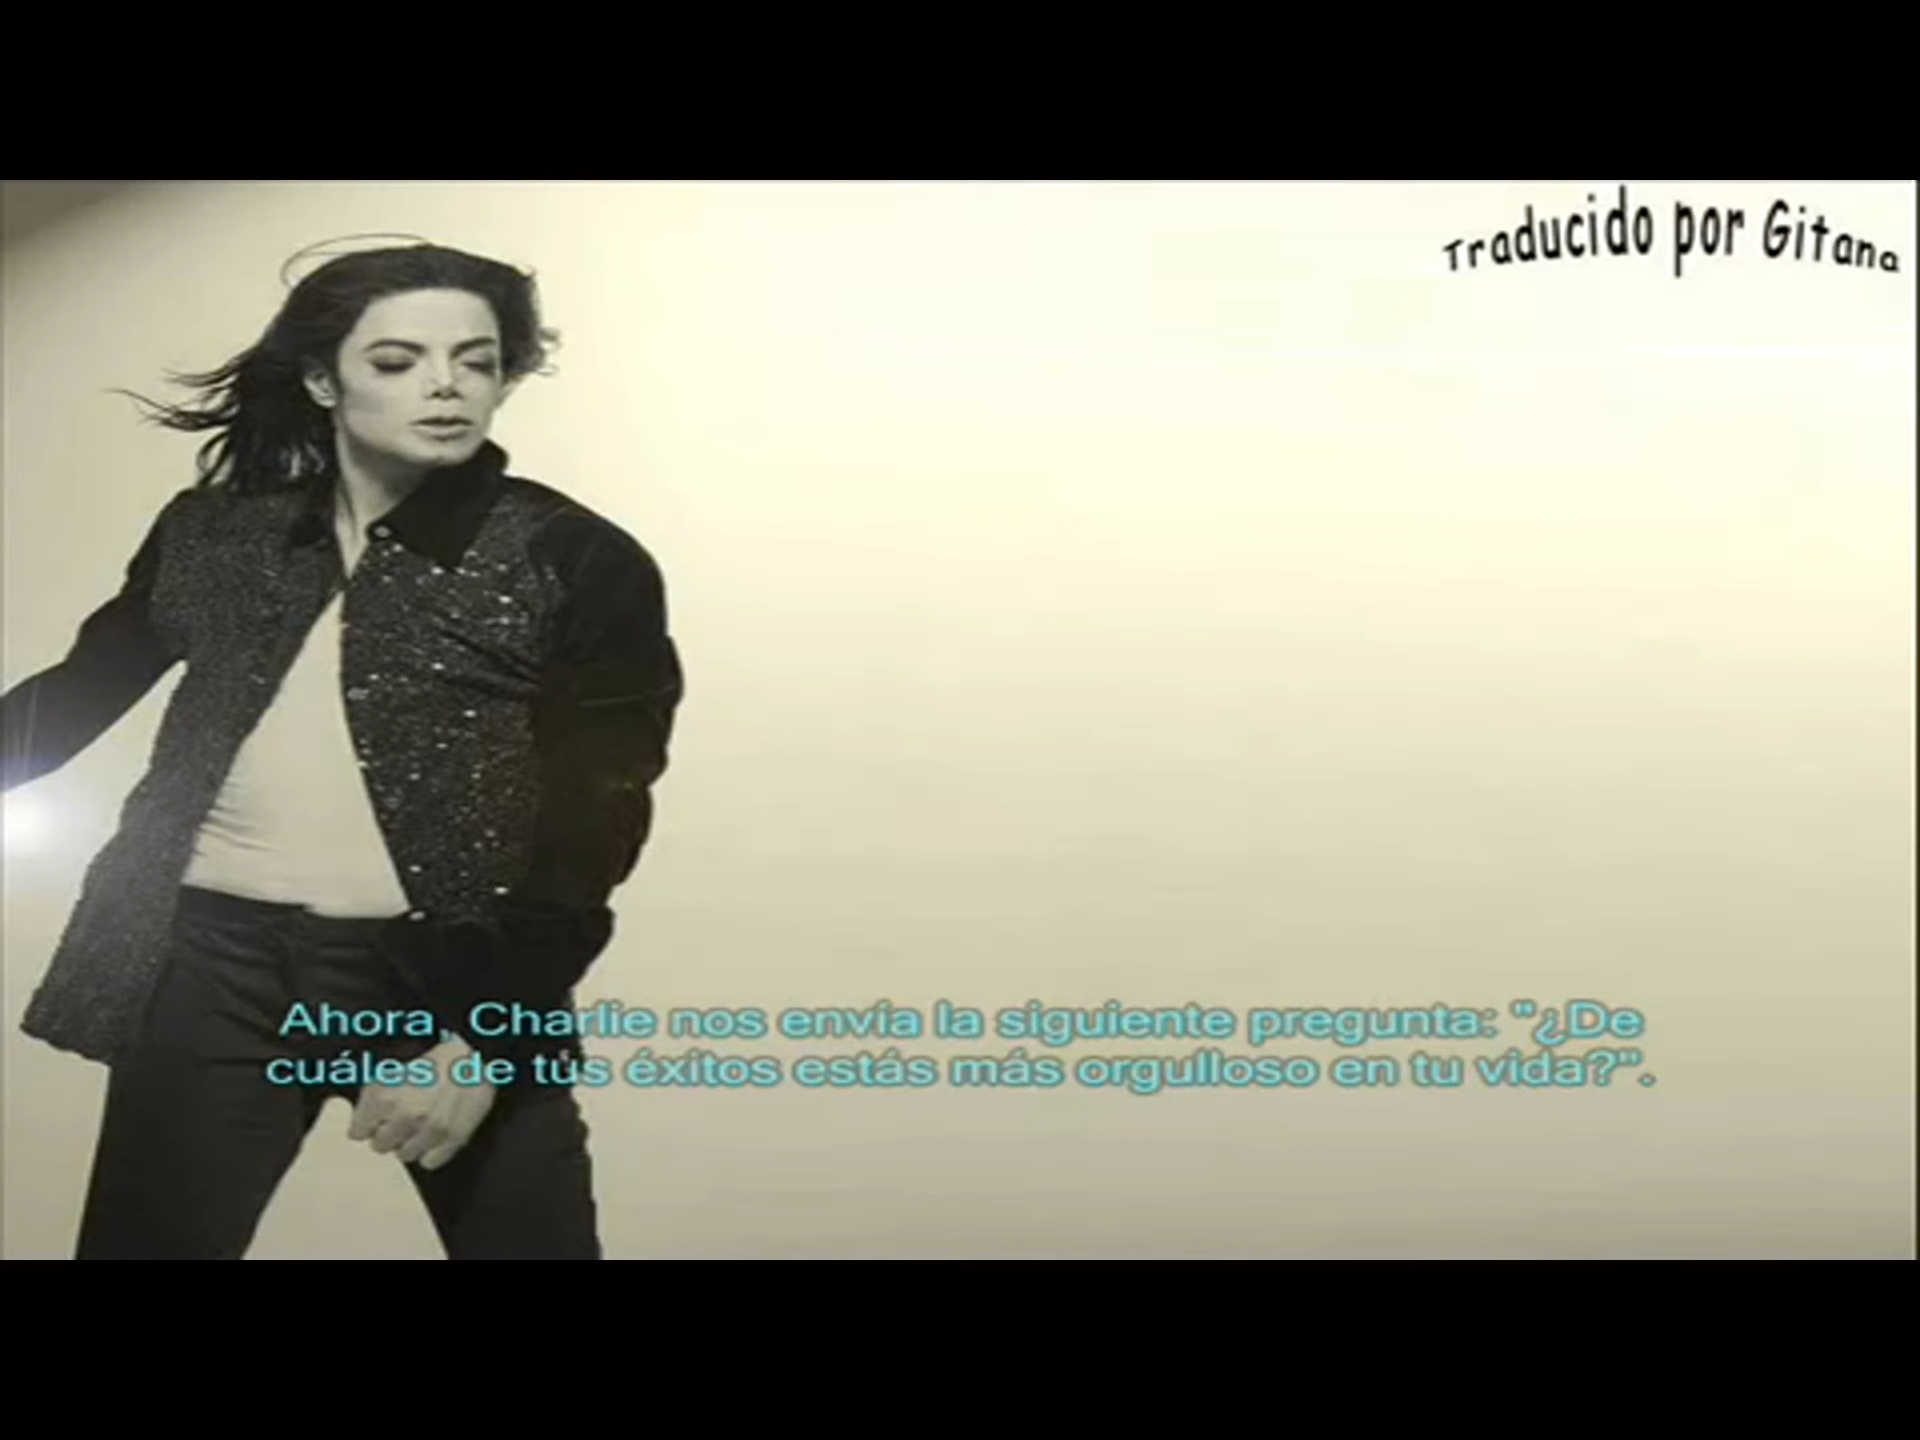 Traducido por Gitana
Ahora, Charlie nos envía la siguiente pregunta: "¿De
cuáles de tus éxitos estás más orgulloso en tu vida?".